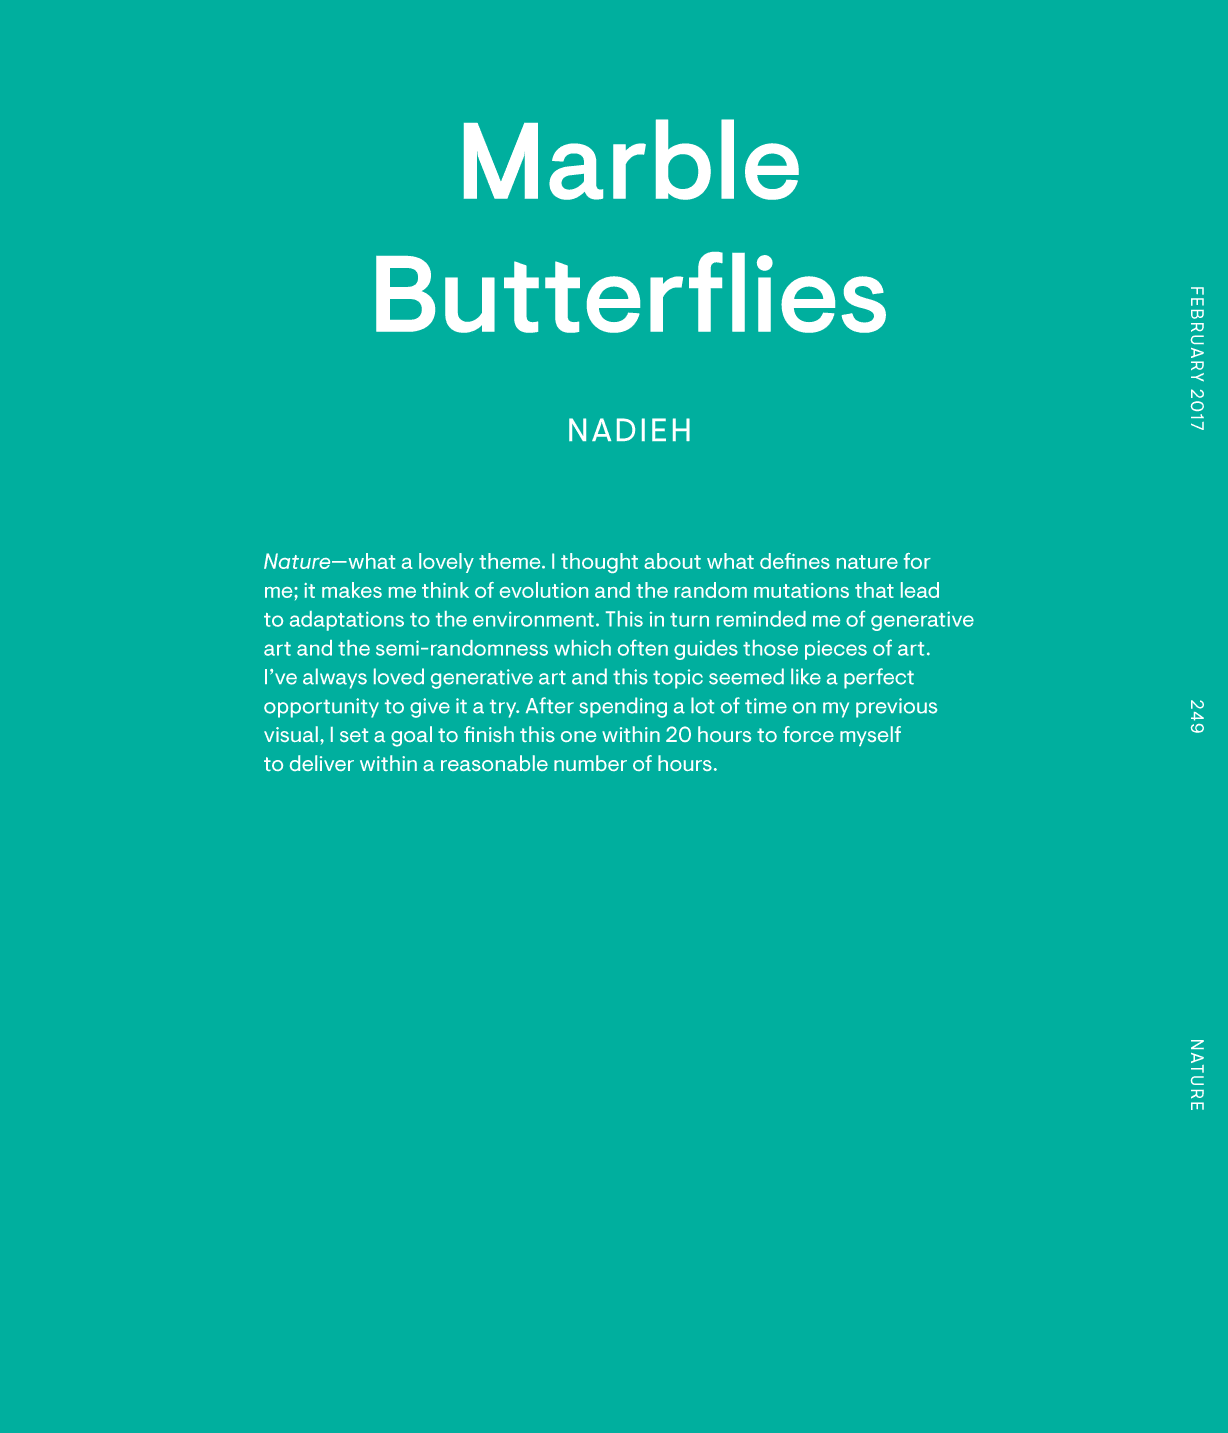 Marble
Butterflies
NADIEH
Nature—what a lovely theme. I thought about what defines nature for
me; it makes me think of evolution and the random mutations that lead
to adaptations to the environment. This in turn reminded me of generative
art and the semi-randomness which often guides those pieces of art.
I’ve always loved generative art and this topic seemed like a perfect
opportunity to give it a try. After spending a lot of time on my previous
visual, I set a goal to finish this one within 20 hours to force myself
to deliver within a reasonable number of hours.
FEBRUARY 2017
249
NATURE